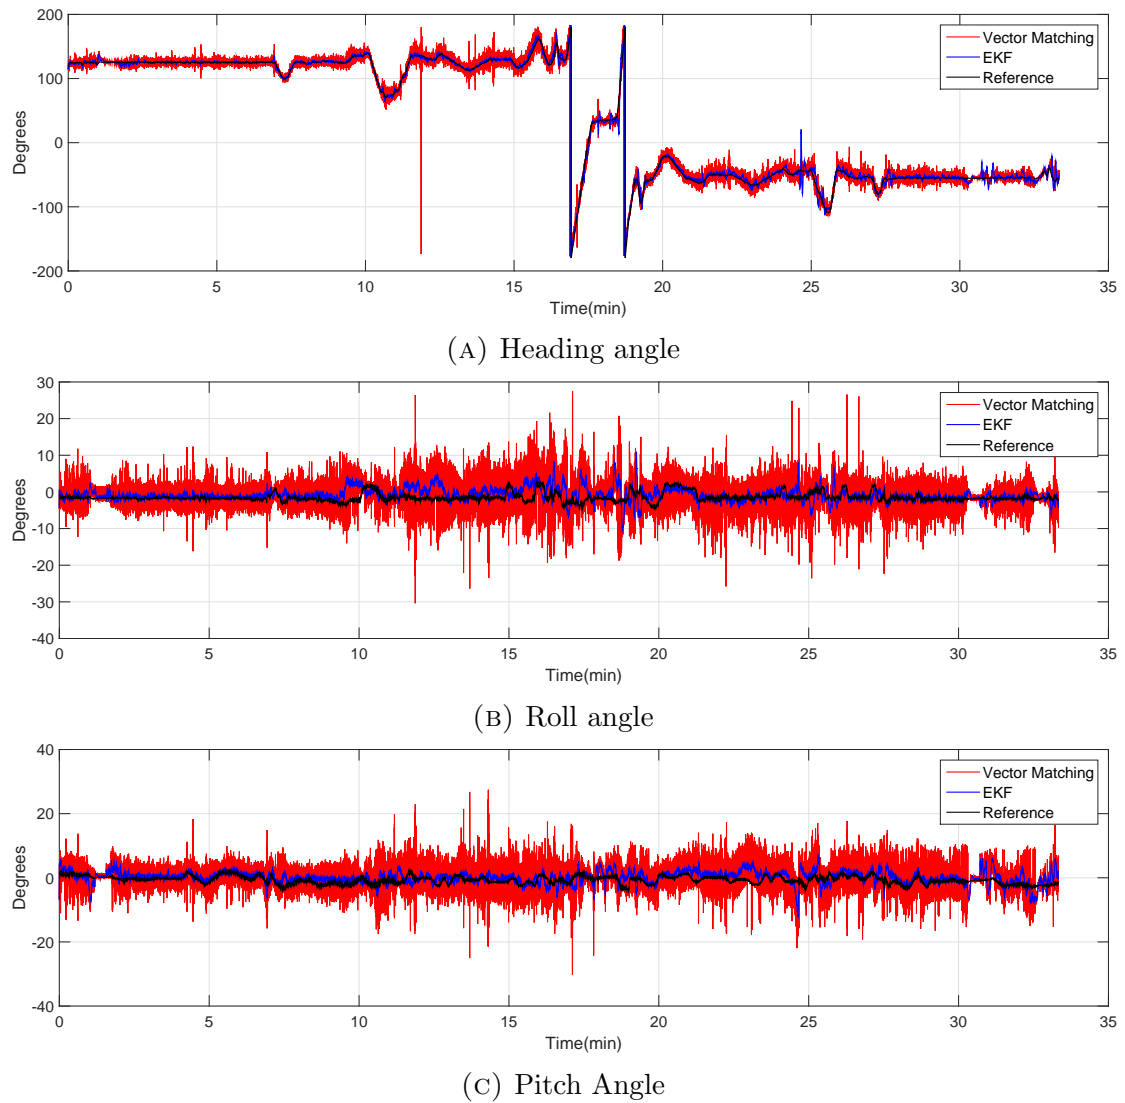 200
100
0
-100
-200
Degrees
0 5 10 15 20 25 30 35
Time(min)
Vector Matching
EKF
Reference
(A) Heading angle
30
20
10
0
-10
-20
-30
-40
Degrees
0 5 10 15 20 25 30 35
Time(min)
Vector Matching
EKF
Reference
(B) Roll angle
40
20
0
-20
-40
Degrees
0 5 10 15 20 25 30 35
Time(min)
Vector Matching
EKF
Reference
(C) Pitch Angle